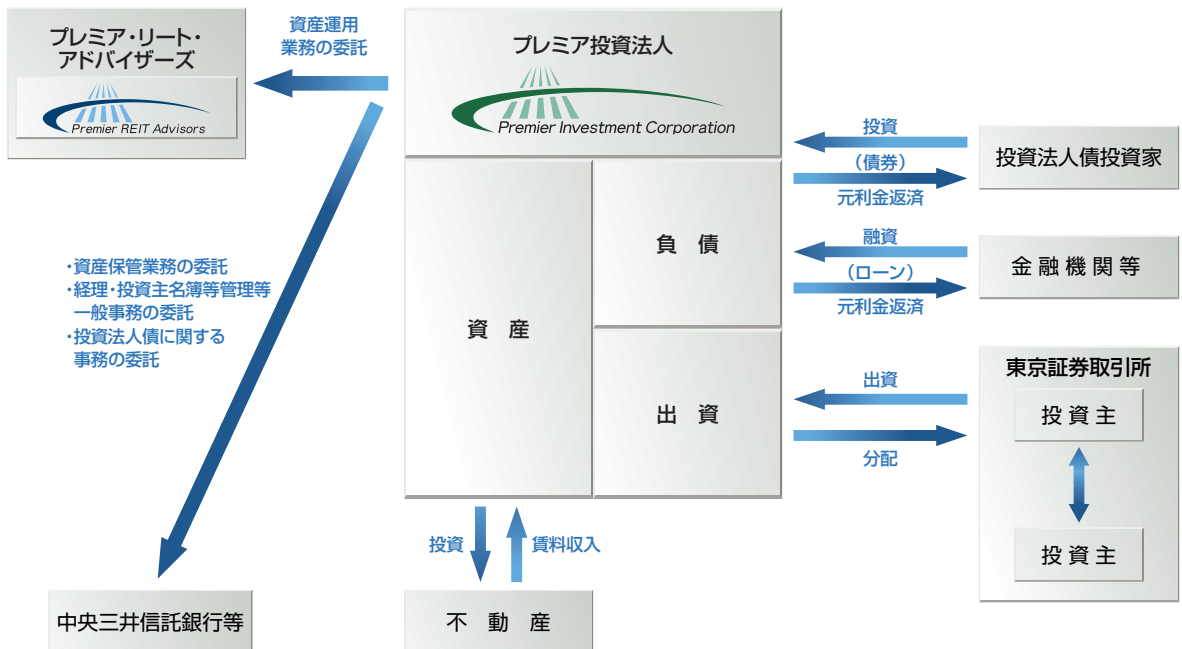 プレミア・リート・
アドバイザーズ
Premier REIT Advisors
資産運用
業務の委託
プレミア投資法人
Premier Investment Corporation
資 産
負 債
出 資
投資
(債券)
元利金返済
投資法人債投資家
融資
(ローン)
元利金返済
金融機関等
出資
分配
東京証券取引所
投資主
投資主
・資産保管業務の委託
・経理・投資主名簿等管理等
一般事務の委託
・投資法人債に関する
事務の委託
投資
賃料収入
中央三井信託銀行等
不 動 産